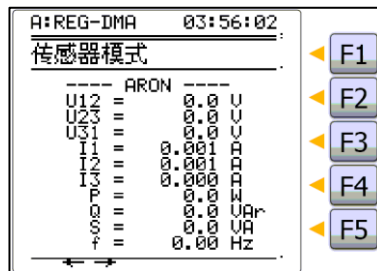 A:REG-DMA 03:56:02
传感器模式
---- ARON ----
U12 = 0.0 V
U23 = 0.0 V
U31 = 0.0 V
I1 = 0.001 A
I2 = 0.001 A
I3 = 0.000 A
P = 0.0 W
Q = 0.0 VAr
S = 0.0 VA
f = 0.00 Hz
← →
F1
F2
F3
F4
F5